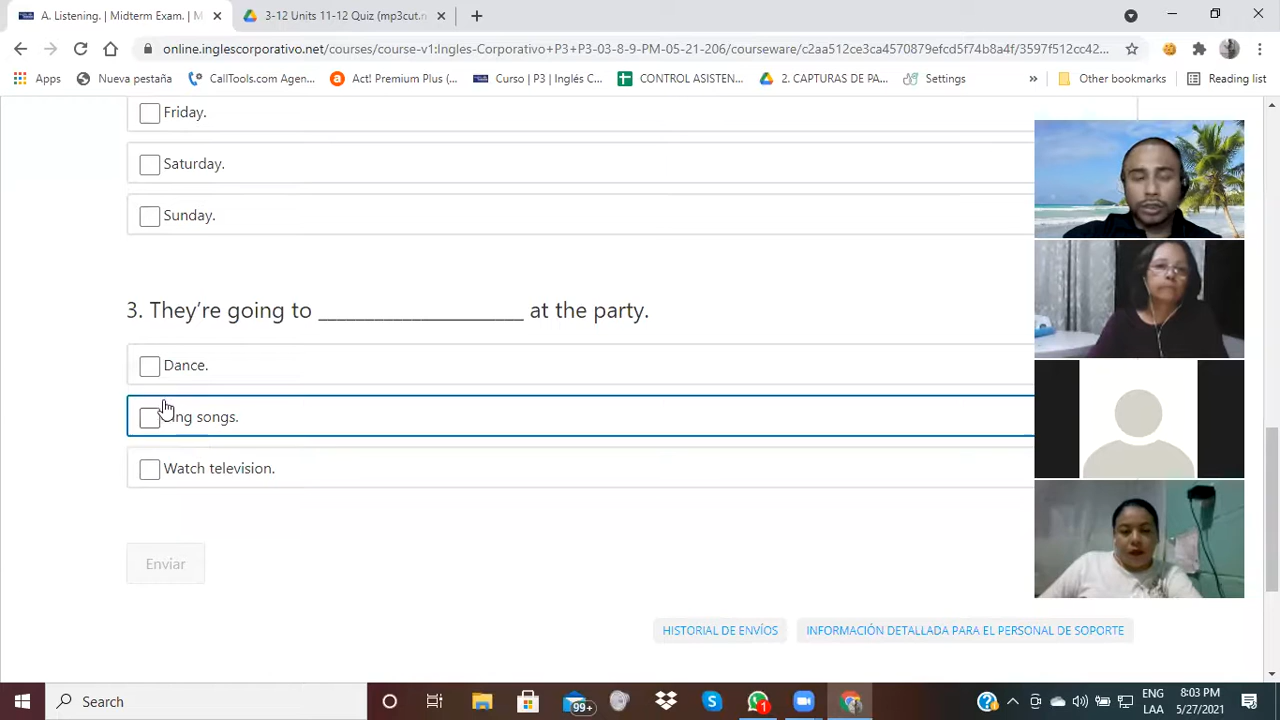 A. Listening. | Midterm Exam. | M
3-12 Units 11-12 Quiz (mp3cut.n
online.inglescorporativo.net/courses/course-v1:Ingles-Corporativo+P3+P3-03-8-9-PM-05-21-206/courseware/c2aa512ce3ca4570879efcd5f74b8a4f/3597f512cc42...
Apps
Nueva pestaña
CallTools.com Agen...
Act! Premium Plus (...
Curso | P3 | Inglés C...
CONTROL ASISTEN...
2. CAPTURAS DE PA...
Settings
»
Other bookmarks
Reading list
Friday.
Saturday.
Sunday.
3. They’re going to ____________________ at the party.
Dance.
ng songs.
Watch television.
Enviar
HISTORIAL DE ENVÍOS
INFORMACIÓN DETALLADA PARA EL PERSONAL DE SOPORTE
Search
99+
1
ENG
LAA
8:03 PM
5/27/2021